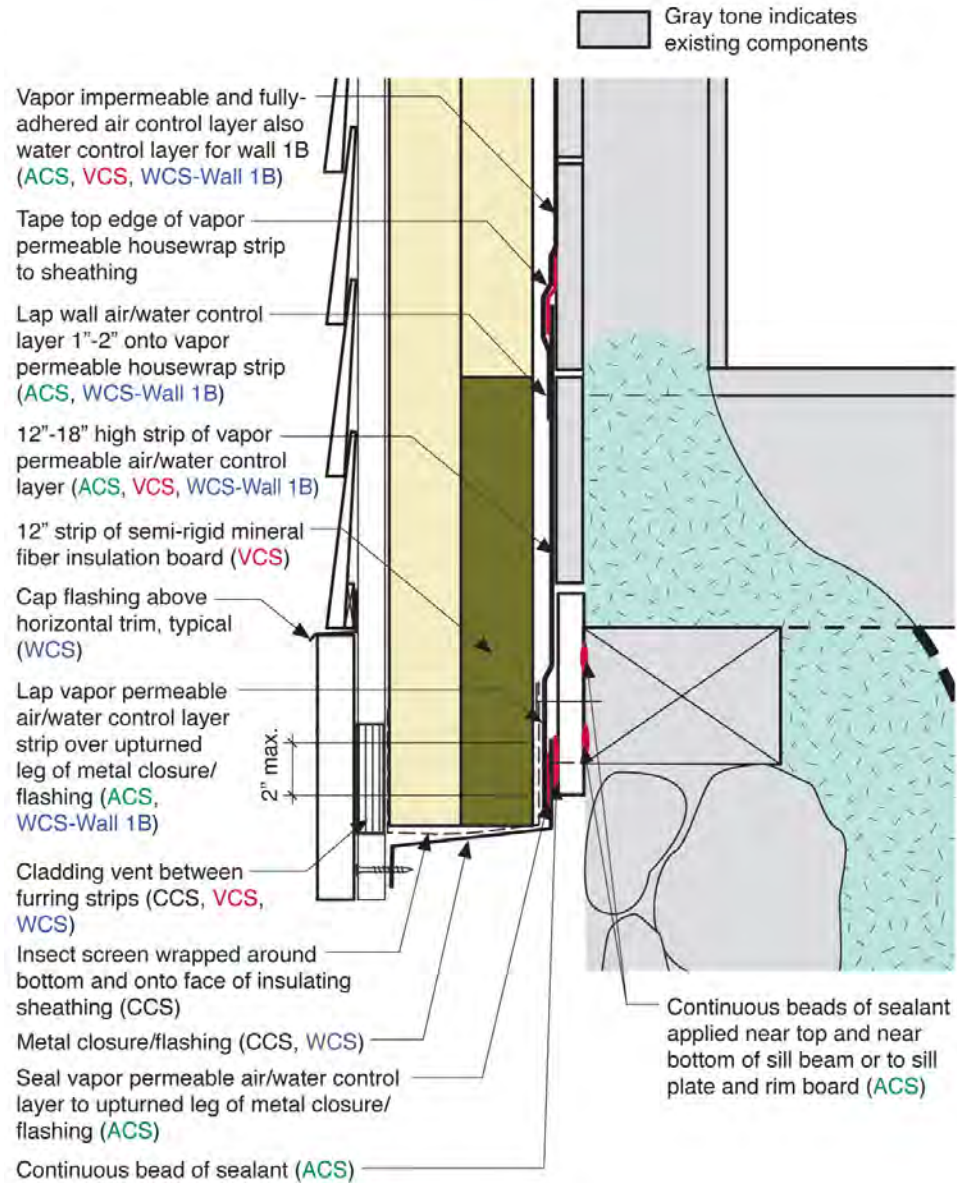 Gray tone indicates
existing components
Vapor impermeable and fully-
adhered air control layer also
water control layer for wall 1B
(ACS, VCS, WCS-Wall 1B)
Tape top edge of vapor
permeable housewrap strip
to sheathing
Lap wall air/water control
layer 1”-2” onto vapor
permeable housewrap strip
(ACS, WCS-Wall 1B)
12”-18” high strip of vapor
permeable air/water control
layer (ACS, VCS, WCS-Wall 1B)
12” strip of semi-rigid mineral
fiber insulation board (VCS)
Cap flashing above
horizontal trim, typical
(WCS)
Lap vapor permeable
air/water control layer
strip over upturned
leg of metal closure/
flashing (ACS,
WCS-Wall 1B)
2” max.
Cladding vent between
furring strips (CCS, VCS,
WCS)
Insect screen wrapped around
bottom and onto face of insulating
sheathing (CCS)
Metal closure/flashing (CCS, WCS)
Seal vapor permeable air/water control
layer to upturned leg of metal closure/
flashing (ACS)
Continuous bead of sealant (ACS)
Continuous beads of sealant
applied near top and near
bottom of sill beam or to sill
plate and rim board (ACS)